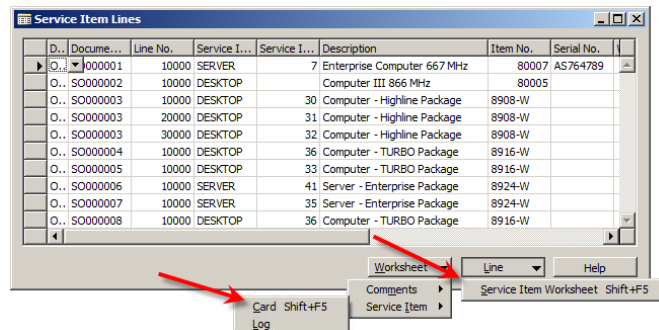 Service Item Lines
D.. Docume... Line No. Service I... Service I... Description Item No. Serial No.
O.. 000001 10000 SERVER 7 Enterprise Computer 667 MHz 80007 AS764789
O.. SO000002 10000 DESKTOP Computer III 866 MHz 80005
O.. SO000003 10000 DESKTOP 30 Computer - Highline Package 8908-W
O.. SO000003 20000 DESKTOP 31 Computer - Highline Package 8908-W
O.. SO000003 30000 DESKTOP 32 Computer - Highline Package 8908-W
O.. SO000004 10000 DESKTOP 36 Computer - TURBO Package 8916-W
O.. SO000005 10000 DESKTOP 33 Computer - TURBO Package 8916-W
O.. SO000006 10000 SERVER 41 Server - Enterprise Package 8924-W
O.. SO000007 10000 SERVER 35 Server - Enterprise Package 8924-W
O.. SO000008 10000 DESKTOP 36 Computer - TURBO Package 8916-W
Worksheet Line Help
Comments Service Item Worksheet Shift+F5
Card Shift+F5 Service Item
Log